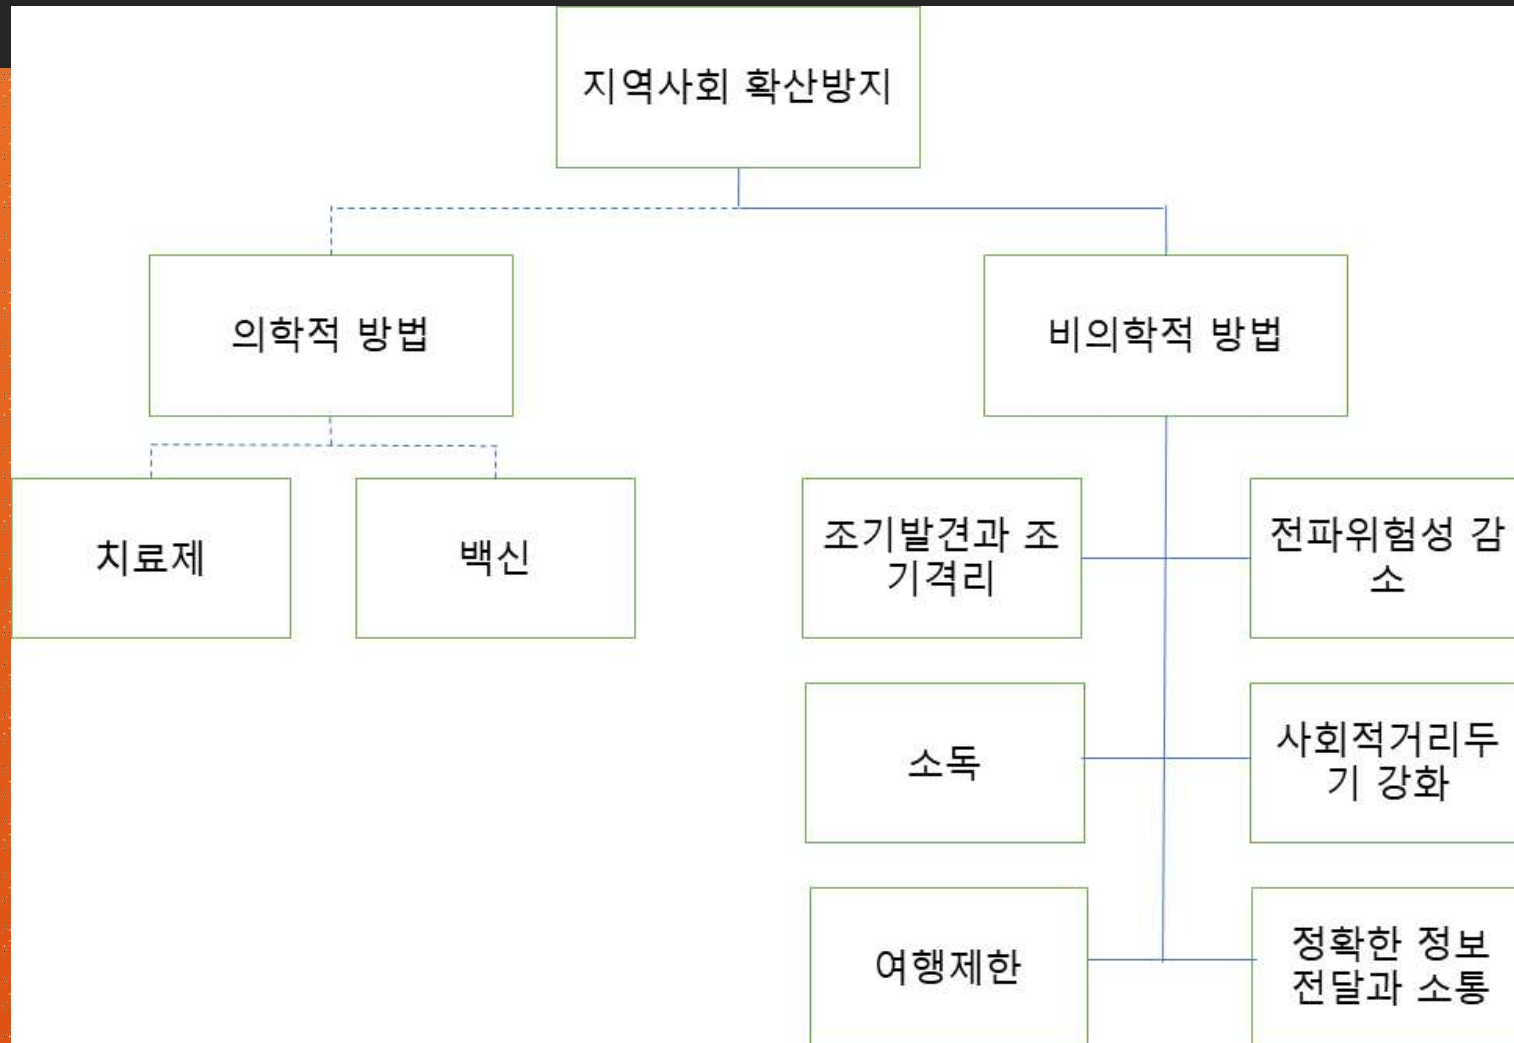 지역사회 확산방지
의학적 방법
비의학적 방법
치료제
백신
조기발견과 조
기격리
전파위험성 감
소
소독
사회적거리두
기 강화
여행제한
정확한 정보
전달과 소통